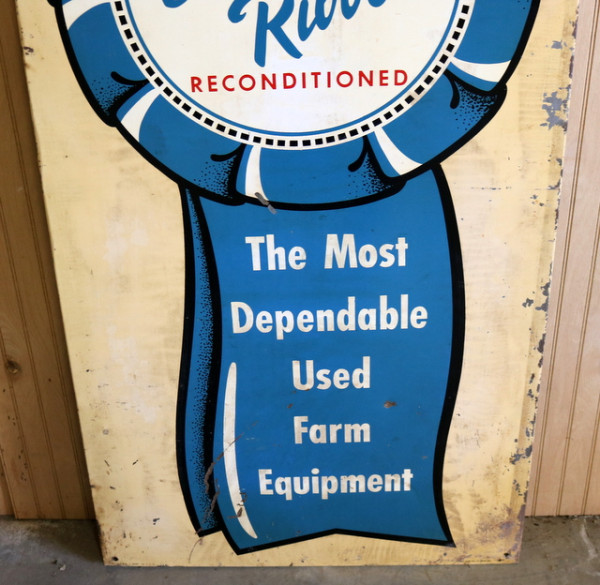 RECONDITIONED
The Most
Dependable
Used
Farm
Equipment